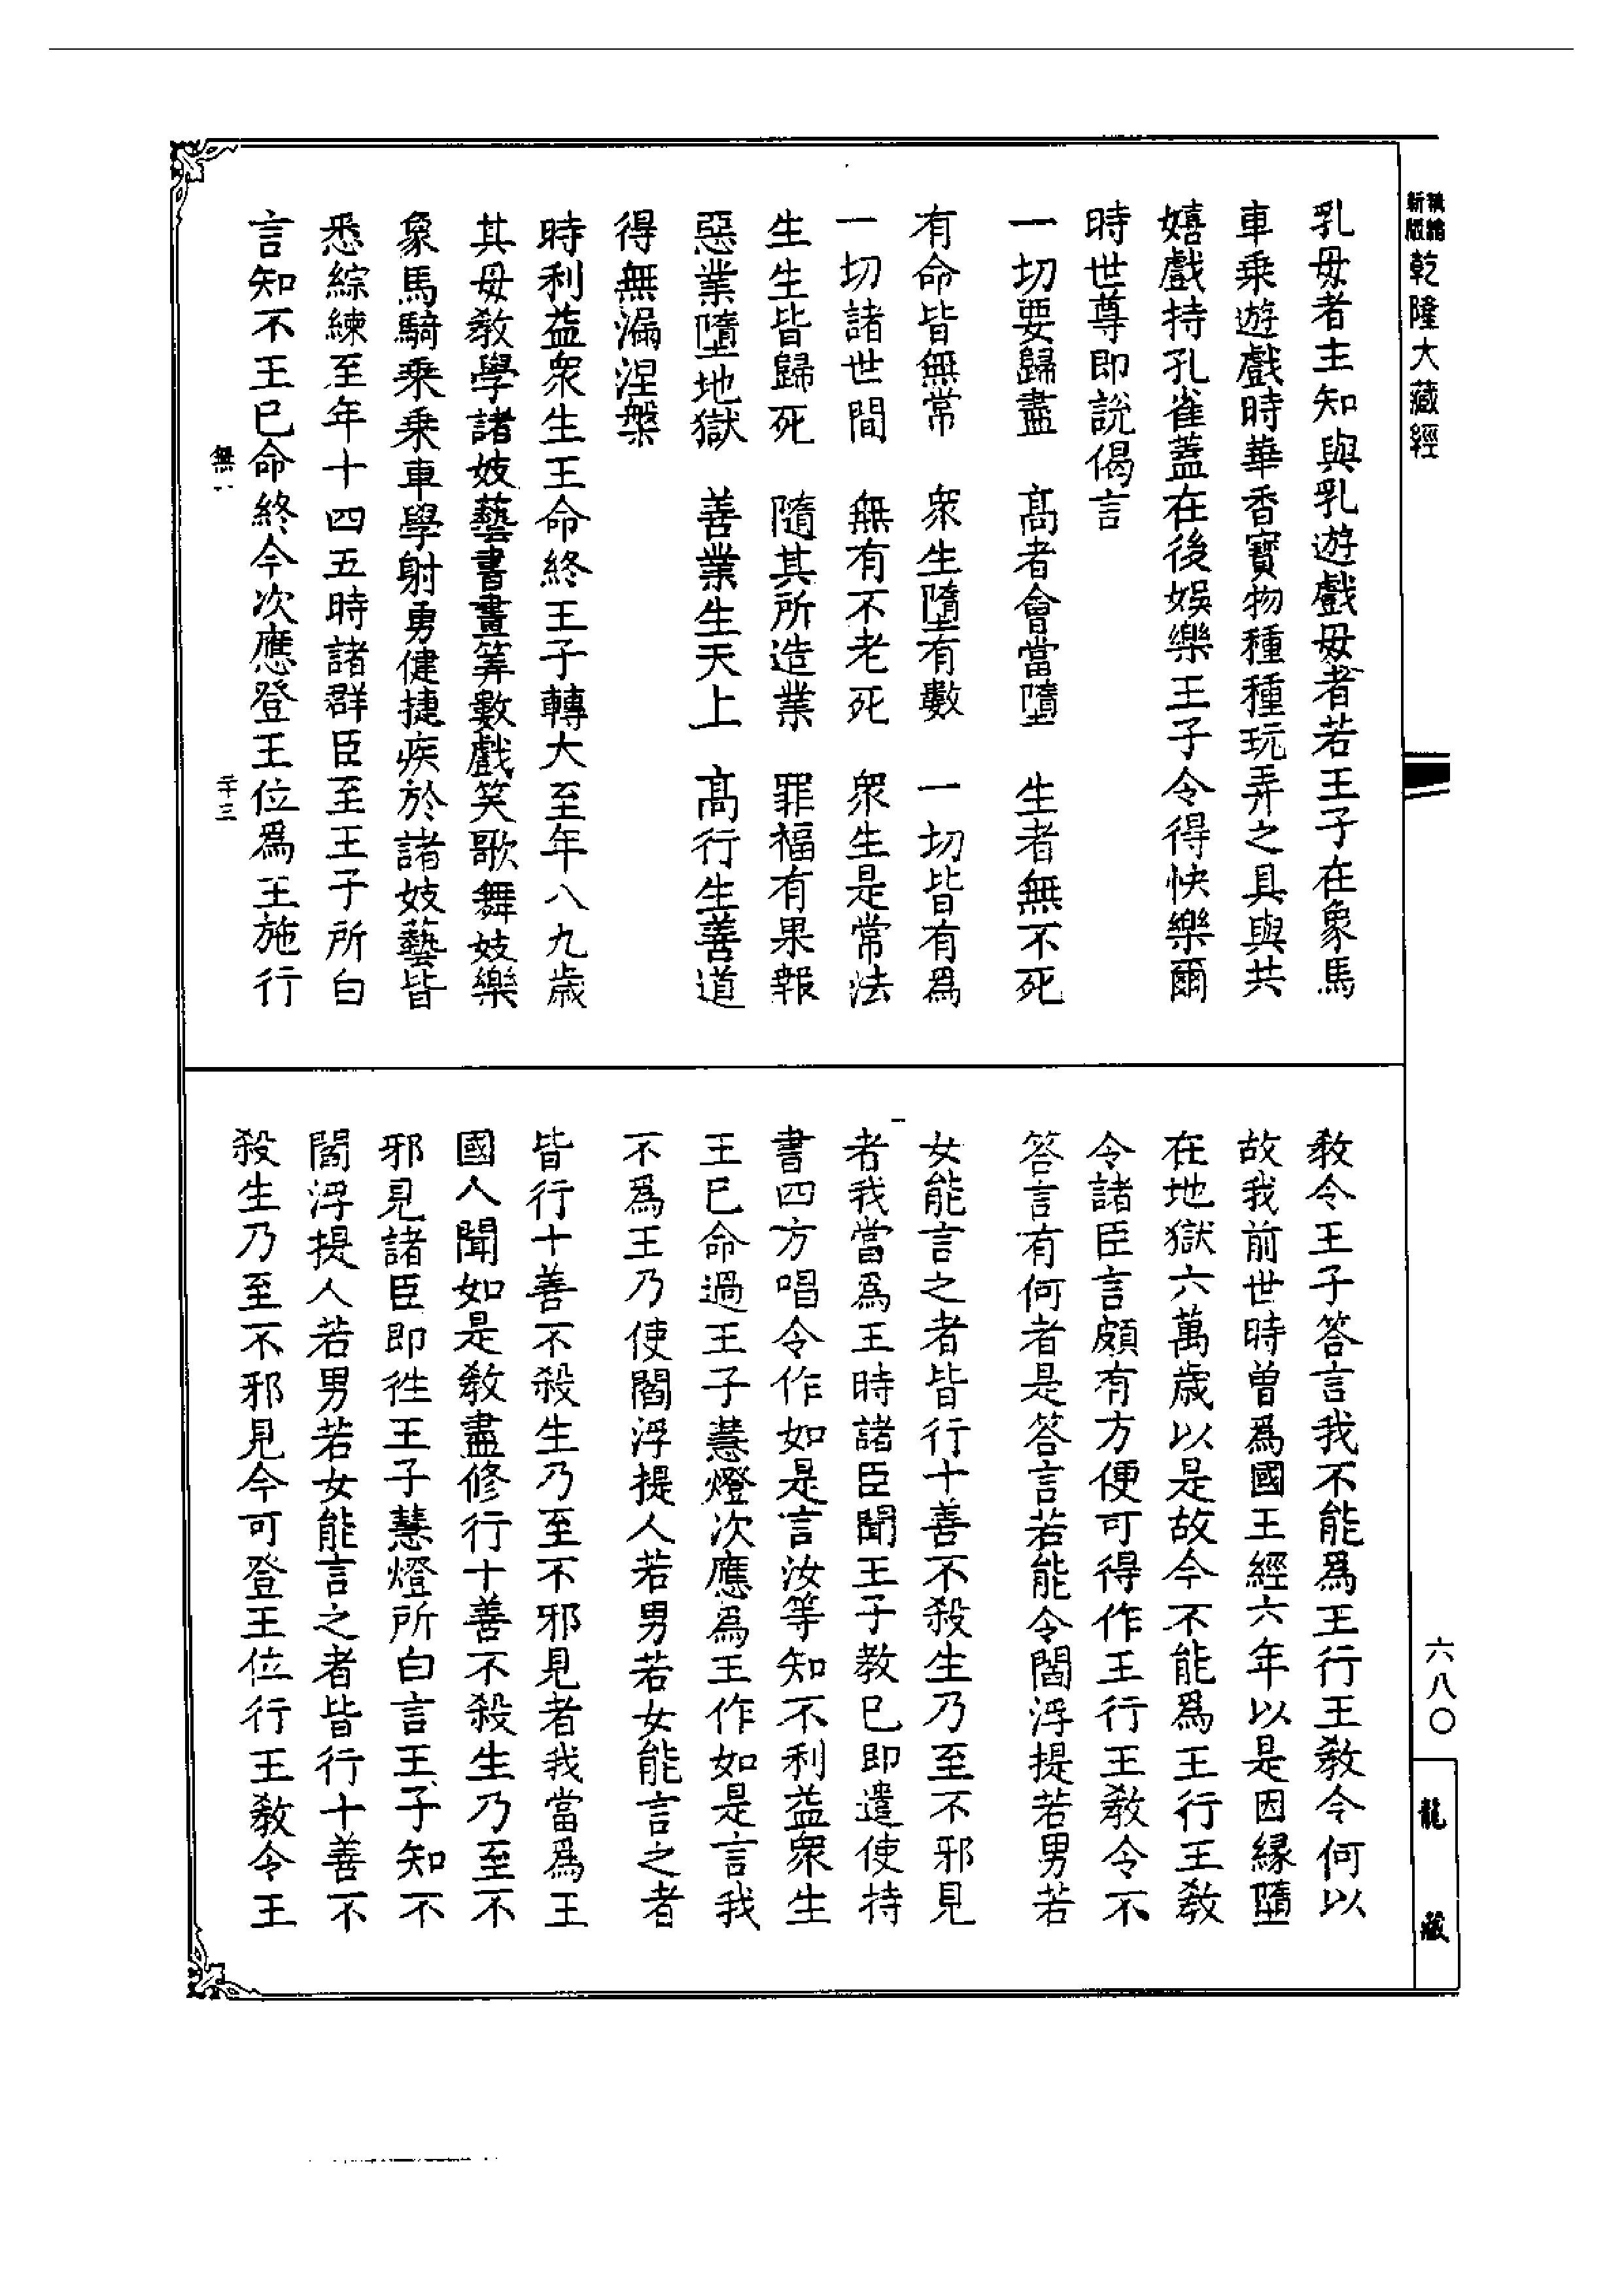 新編縮版乾隆大藏經
乳母者主知與乳遊戲母者若王子在象馬
車乘遊戲時華香寶物種種玩弄之具與共
嬉戲持孔雀蓋在後娛樂王子令得快樂爾
時世尊即說偈言
一切要歸盡　高者會當墮　生者無不死
有命皆無常　眾生墮有數　一切皆有為
一切諸世間　無有不老死　眾生是常法
生生皆歸死　隨其所造業　罪福有果報
惡業墮地獄　善業生天上　高行生善道
得無漏涅槃
時利益眾生王命終王子轉大至年八九歲
其母教學諸妓藝書畫筭數戲笑歌舞妓樂
象馬騎乘乘車學射勇健捷疾於諸妓藝皆
悉綜練至年十四五時諸群臣至王子所白
言知不王已命終今次應登王位為王施行
無
二十三
教令王子答言我不能為王行王教令何以
故我前世時曾為國王經六年以是因緣墮
在地獄六萬歲以是故今不能為王行王教
令諸臣言頗有方便可得作王行王教令不
答言有何者是答言若能令閻浮提若男若
女能言之者皆行十善不殺生乃至不邪見
者我當為王時諸臣聞王子教已即遣使持
書四方唱令作如是言汝等知不利益眾生
王已命過王子慧燈次應為王作如是言我
不為王乃使閻浮提人若男若女能言之者
皆行十善不殺生乃至不邪見者我當為王
國人聞如是教盡修行十善不殺生乃至不
邪見諸臣即往王子慧燈所白言王子知不
閻浮提人若男若女能言之者皆行十善不
殺生乃至不邪見今可登王位行王教令王
六八〇
龍藏